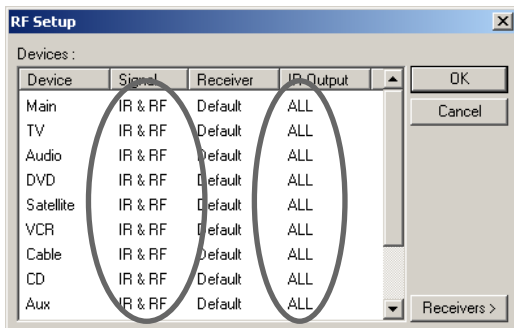 RF Setup
Devices :
Device Signal Receiver IR Output
Main IR & RF Default ALL
TV IR & RF Default ALL
Audio IR & RF Default ALL
DVD IR & RF Default ALL
Satellite IR & RF Default ALL
VCR IR & RF Default ALL
Cable IR & RF Default ALL
CD IR & RF Default ALL
Aux IR & RF Default ALL
OK
Cancel
Receivers >